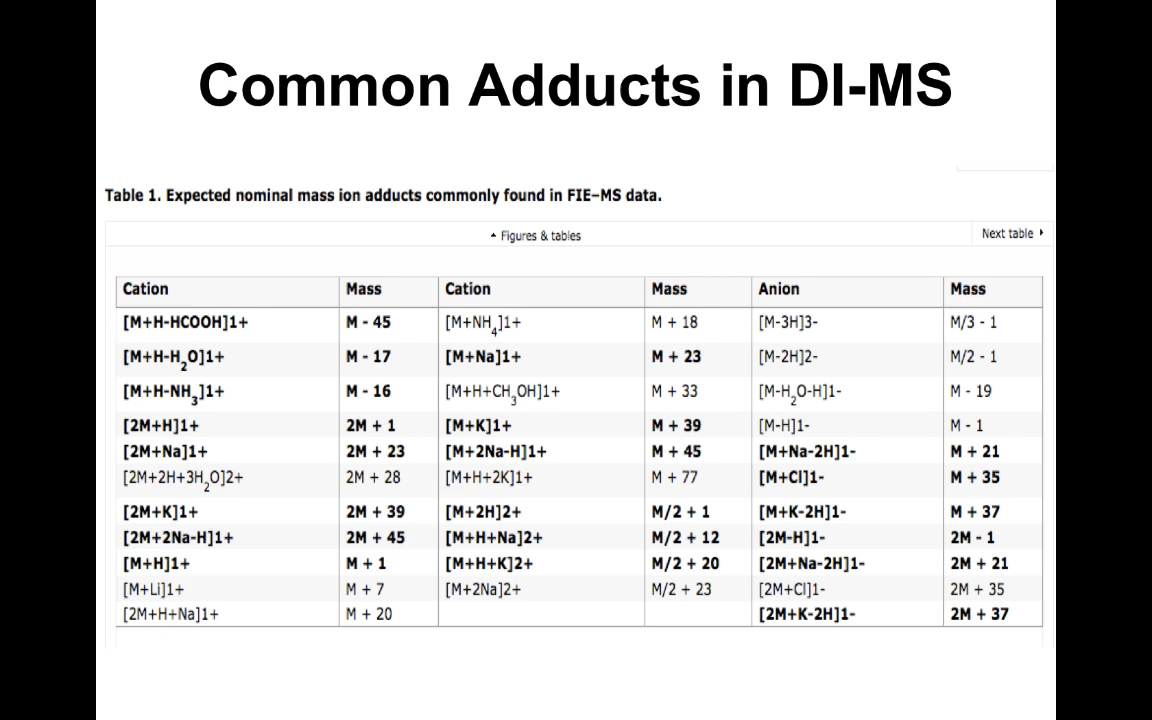 Common Adducts in DI-MS
Table 1. Expected nominal mass ion adducts commonly found in FIE–MS data.
Figures & tables Next table
Cation Mass Cation Mass Anion Mass
[M+H-HCOOH]1+ M - 45 [M+NH4]1+ M + 18 [M-3H]3- M/3 - 1
[M+H-H2O]1+ M - 17 [M+Na]1+ M + 23 [M-2H]2- M/2 - 1
[M+H-NH3]1+ M - 16 [M+H+CH3OH]1+ M + 33 [M-H2O-H]1- M - 19
[2M+H]1+ 2M + 1 [M+K]1+ M + 39 [M-H]1- M - 1
[2M+Na]1+ 2M + 23 [M+2Na-H]1+ M + 45 [M+Na-2H]1- M + 21
[2M+2H+3H2O]2+ 2M + 28 [M+H+2K]1+ M + 77 [M+Cl]1- M + 35
[2M+K]1+ 2M + 39 [M+2H]2+ M/2 + 1 [M+K-2H]1- M + 37
[2M+2Na-H]1+ 2M + 45 [M+H+Na]2+ M/2 + 12 [2M-H]1- 2M - 1
[M+H]1+ M + 1 [M+H+K]2+ M/2 + 20 [2M+Na-2H]1- 2M + 21
[M+Li]1+ M + 7 [M+2Na]2+ M/2 + 23 [2M+Cl]1- 2M + 35
[2M+H+Na]1+ M + 20 [2M+K-2H]1- 2M + 37